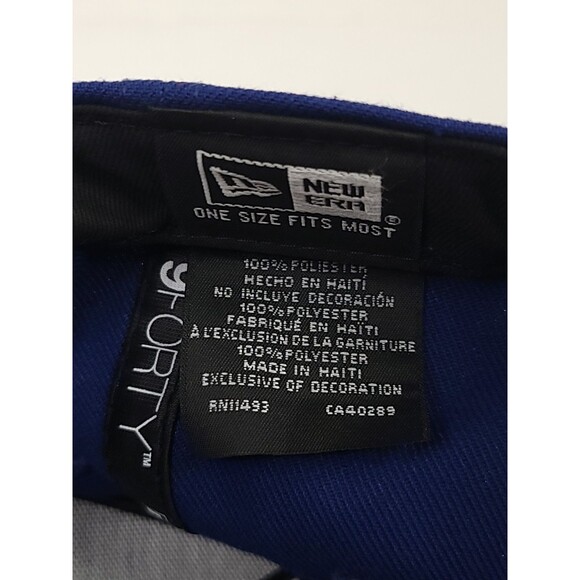 NEW
ERA
®
ONE SIZE FITS MOST
100% POLIESTER
HECHO EN HAITÍ
NO INCLUYE DECORACIÓN
100% POLYESTER
FABRIQUÉ EN HAÏTI
À L'EXCLUSION DE LA GARNITURE
100% POLYESTER
MADE IN HAITI
EXCLUSIVE OF DECORATION
RN11493 CA40289
9FORTY™